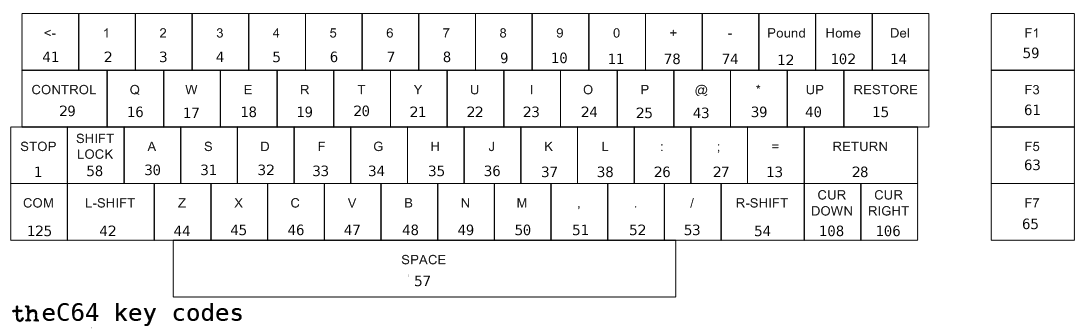 <- 1 2 3 4 5 6 7 8 9 0 + - Pound Home Del F1
41 2 3 4 5 6 7 8 9 10 11 78 74 12 102 14 59
CONTROL Q W E R T Y U I O P @ * UP RESTORE F3
29 16 17 18 19 20 21 22 23 24 25 43 39 40 15 61
STOP SHIFT LOCK A S D F G H J K L : ; = RETURN F5
1 58 30 31 32 33 34 35 36 37 38 26 27 13 28 63
COM L-SHIFT Z X C V B N M , . / R-SHIFT CUR DOWN CUR RIGHT F7
125 42 44 45 46 47 48 49 50 51 52 53 54 108 106 65
SPACE
57
theC64 key codes